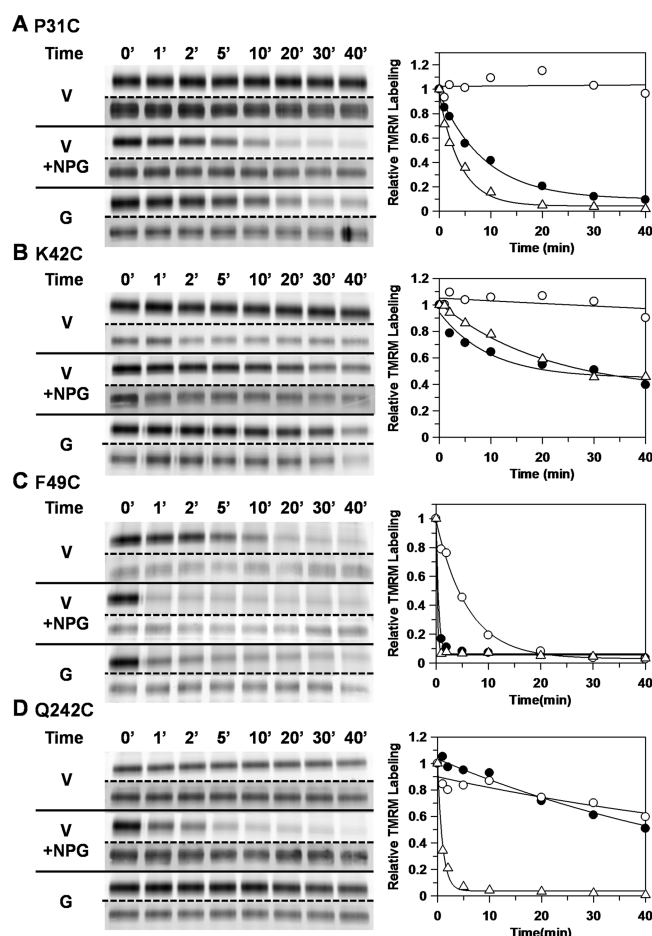 A P31C
Time 0’ 1’ 2’ 5’ 10’ 20’ 30’ 40’
V
V
+NPG
G
Relative TMRM Labeling
1.2
1
0.8
0.6
0.4
0.2
0
0 10 20 30 40
Time (min)
B K42C
Time 0’ 1’ 2’ 5’ 10’ 20’ 30’ 40’
V
V
+NPG
G
Relative TMRM Labeling
1.2
1
0.8
0.6
0.4
0.2
0
0 10 20 30 40
Time (min)
C F49C
Time 0’ 1’ 2’ 5’ 10’ 20’ 30’ 40’
V
V
+NPG
G
Relative TMRM Labeling
1
0.8
0.6
0.4
0.2
0
0 10 20 30 40
Time(min)
D Q242C
Time 0’ 1’ 2’ 5’ 10’ 20’ 30’ 40’
V
V
+NPG
G
Relative TMRM Labeling
1.2
1
0.8
0.6
0.4
0.2
0
0 10 20 30 40
Time(min)